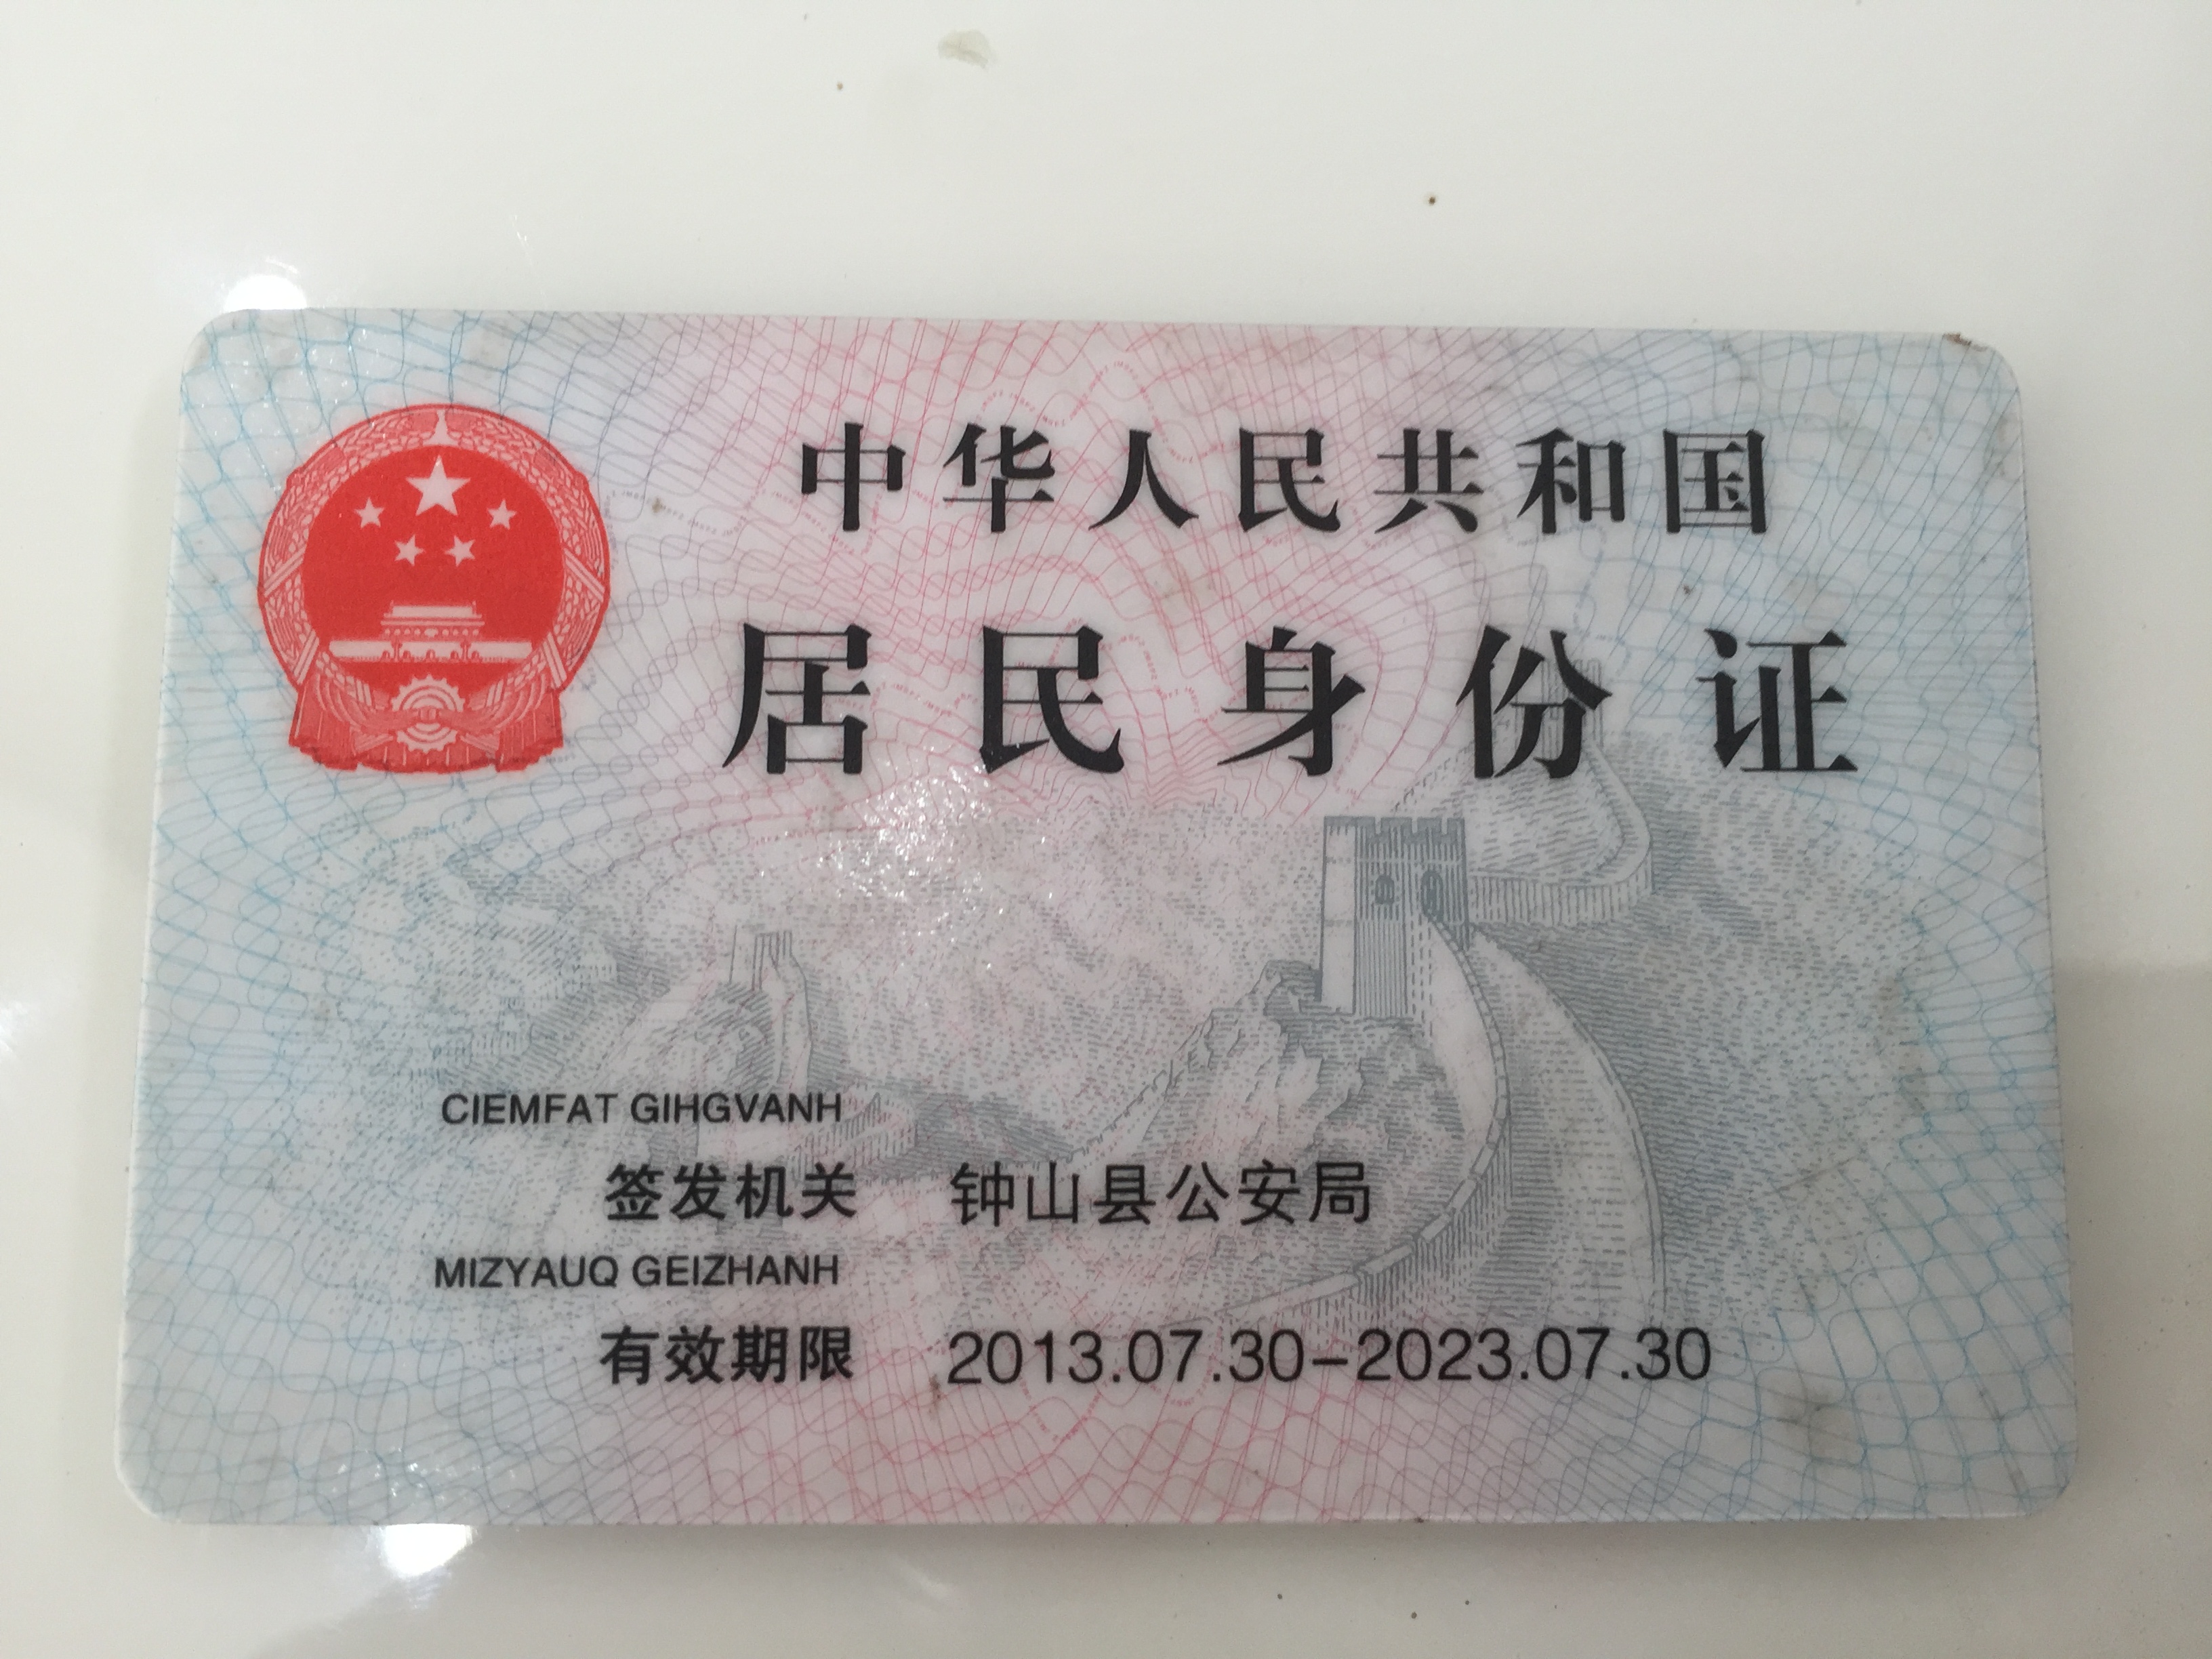 中华人民共和国
居民身份证
CIEMFAT GIHGVANH
签发机关 钟山县公安局
MIZYAUQ GEIZHANH
有效期限 2013.07.30-2023.07.30